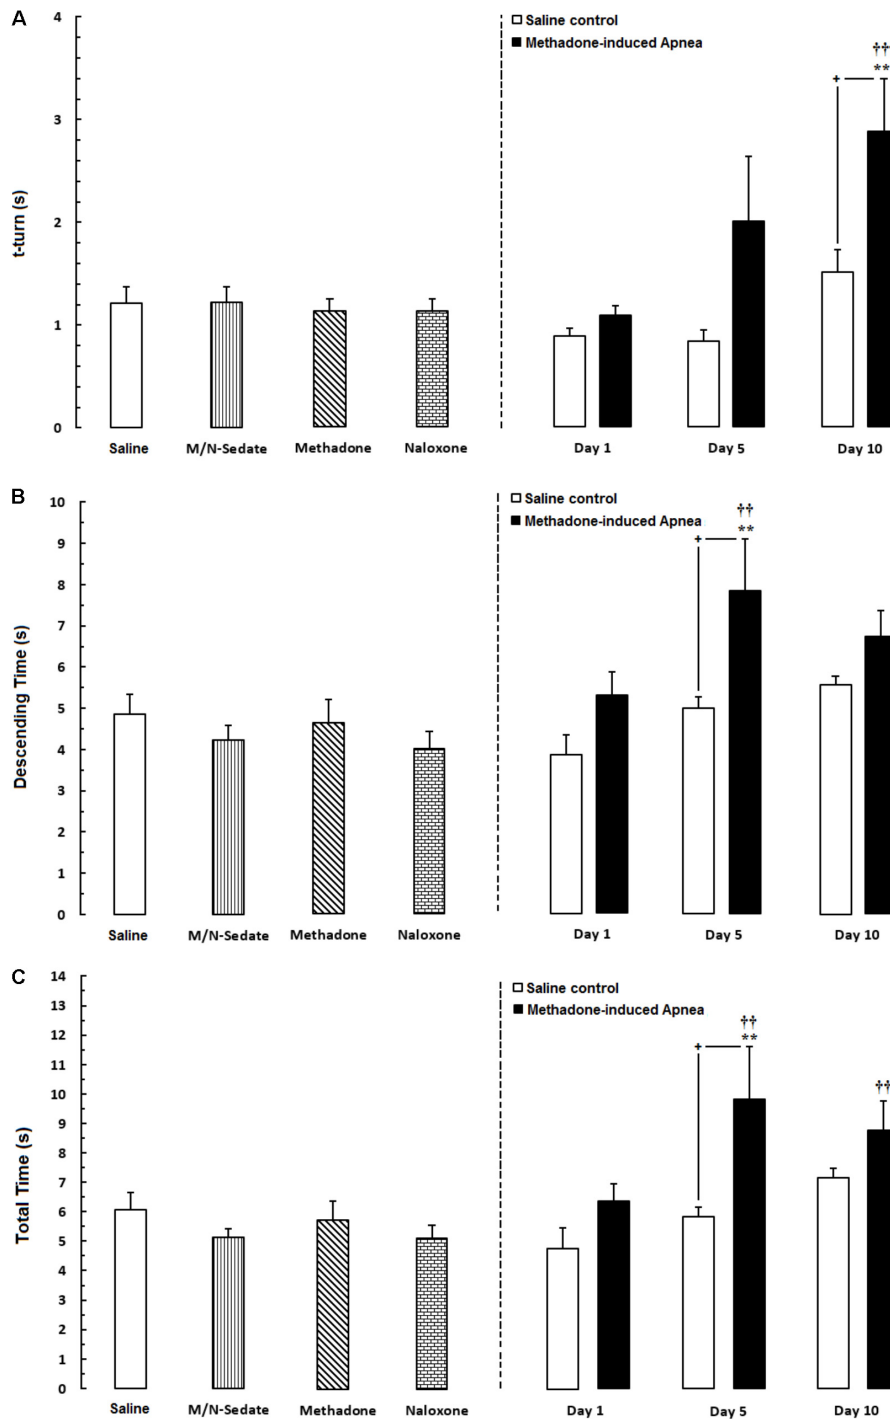 A
4
3
2
1
0
t-turn (s)
Saline control
Methadone-induced Apnea
††
**
+
Saline M/N-Sedate Methadone Naloxone Day 1 Day 5 Day 10
B
10
9
8
7
6
5
4
3
2
1
0
Descending Time (s)
Saline control
Methadone-induced Apnea
††
**
+
Saline M/N-Sedate Methadone Naloxone Day 1 Day 5 Day 10
C
14
13
12
11
10
9
8
7
6
5
4
3
2
1
0
Total Time (s)
Saline control
Methadone-induced Apnea
††
**
+
††
Saline M/N-Sedate Methadone Naloxone Day 1 Day 5 Day 10